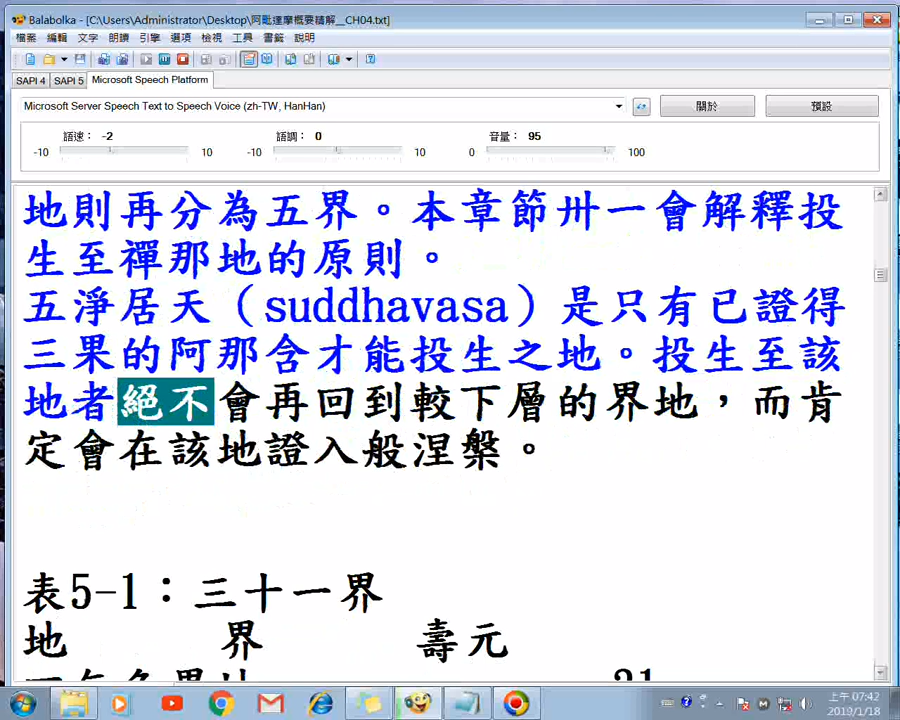 Balabolka - [C:\Users\Administrator\Desktop\阿毗達摩概要精解__CH04.txt]
檔案 編輯 文字 朗讀 引擎 選項 檢視 工具 書籤 說明
SAPI 4 SAPI 5 Microsoft Speech Platform
Microsoft Server Speech Text to Speech Voice (zh-TW, HanHan) 關於 預設
語速： -2 語調： 0 音量： 95
-10 10 -10 10 0 100
地則再分為五界。本章節卅一會解釋投
生至禪那地的原則。
五淨居天（suddhavasa）是只有已證得
三果的阿那含才能投生之地。投生至該
地者絕不會再回到較下層的界地，而肯
定會在該地證入般涅槃。
表5-1：三十一界
地 界 壽元
上午 07:42
2019/1/18